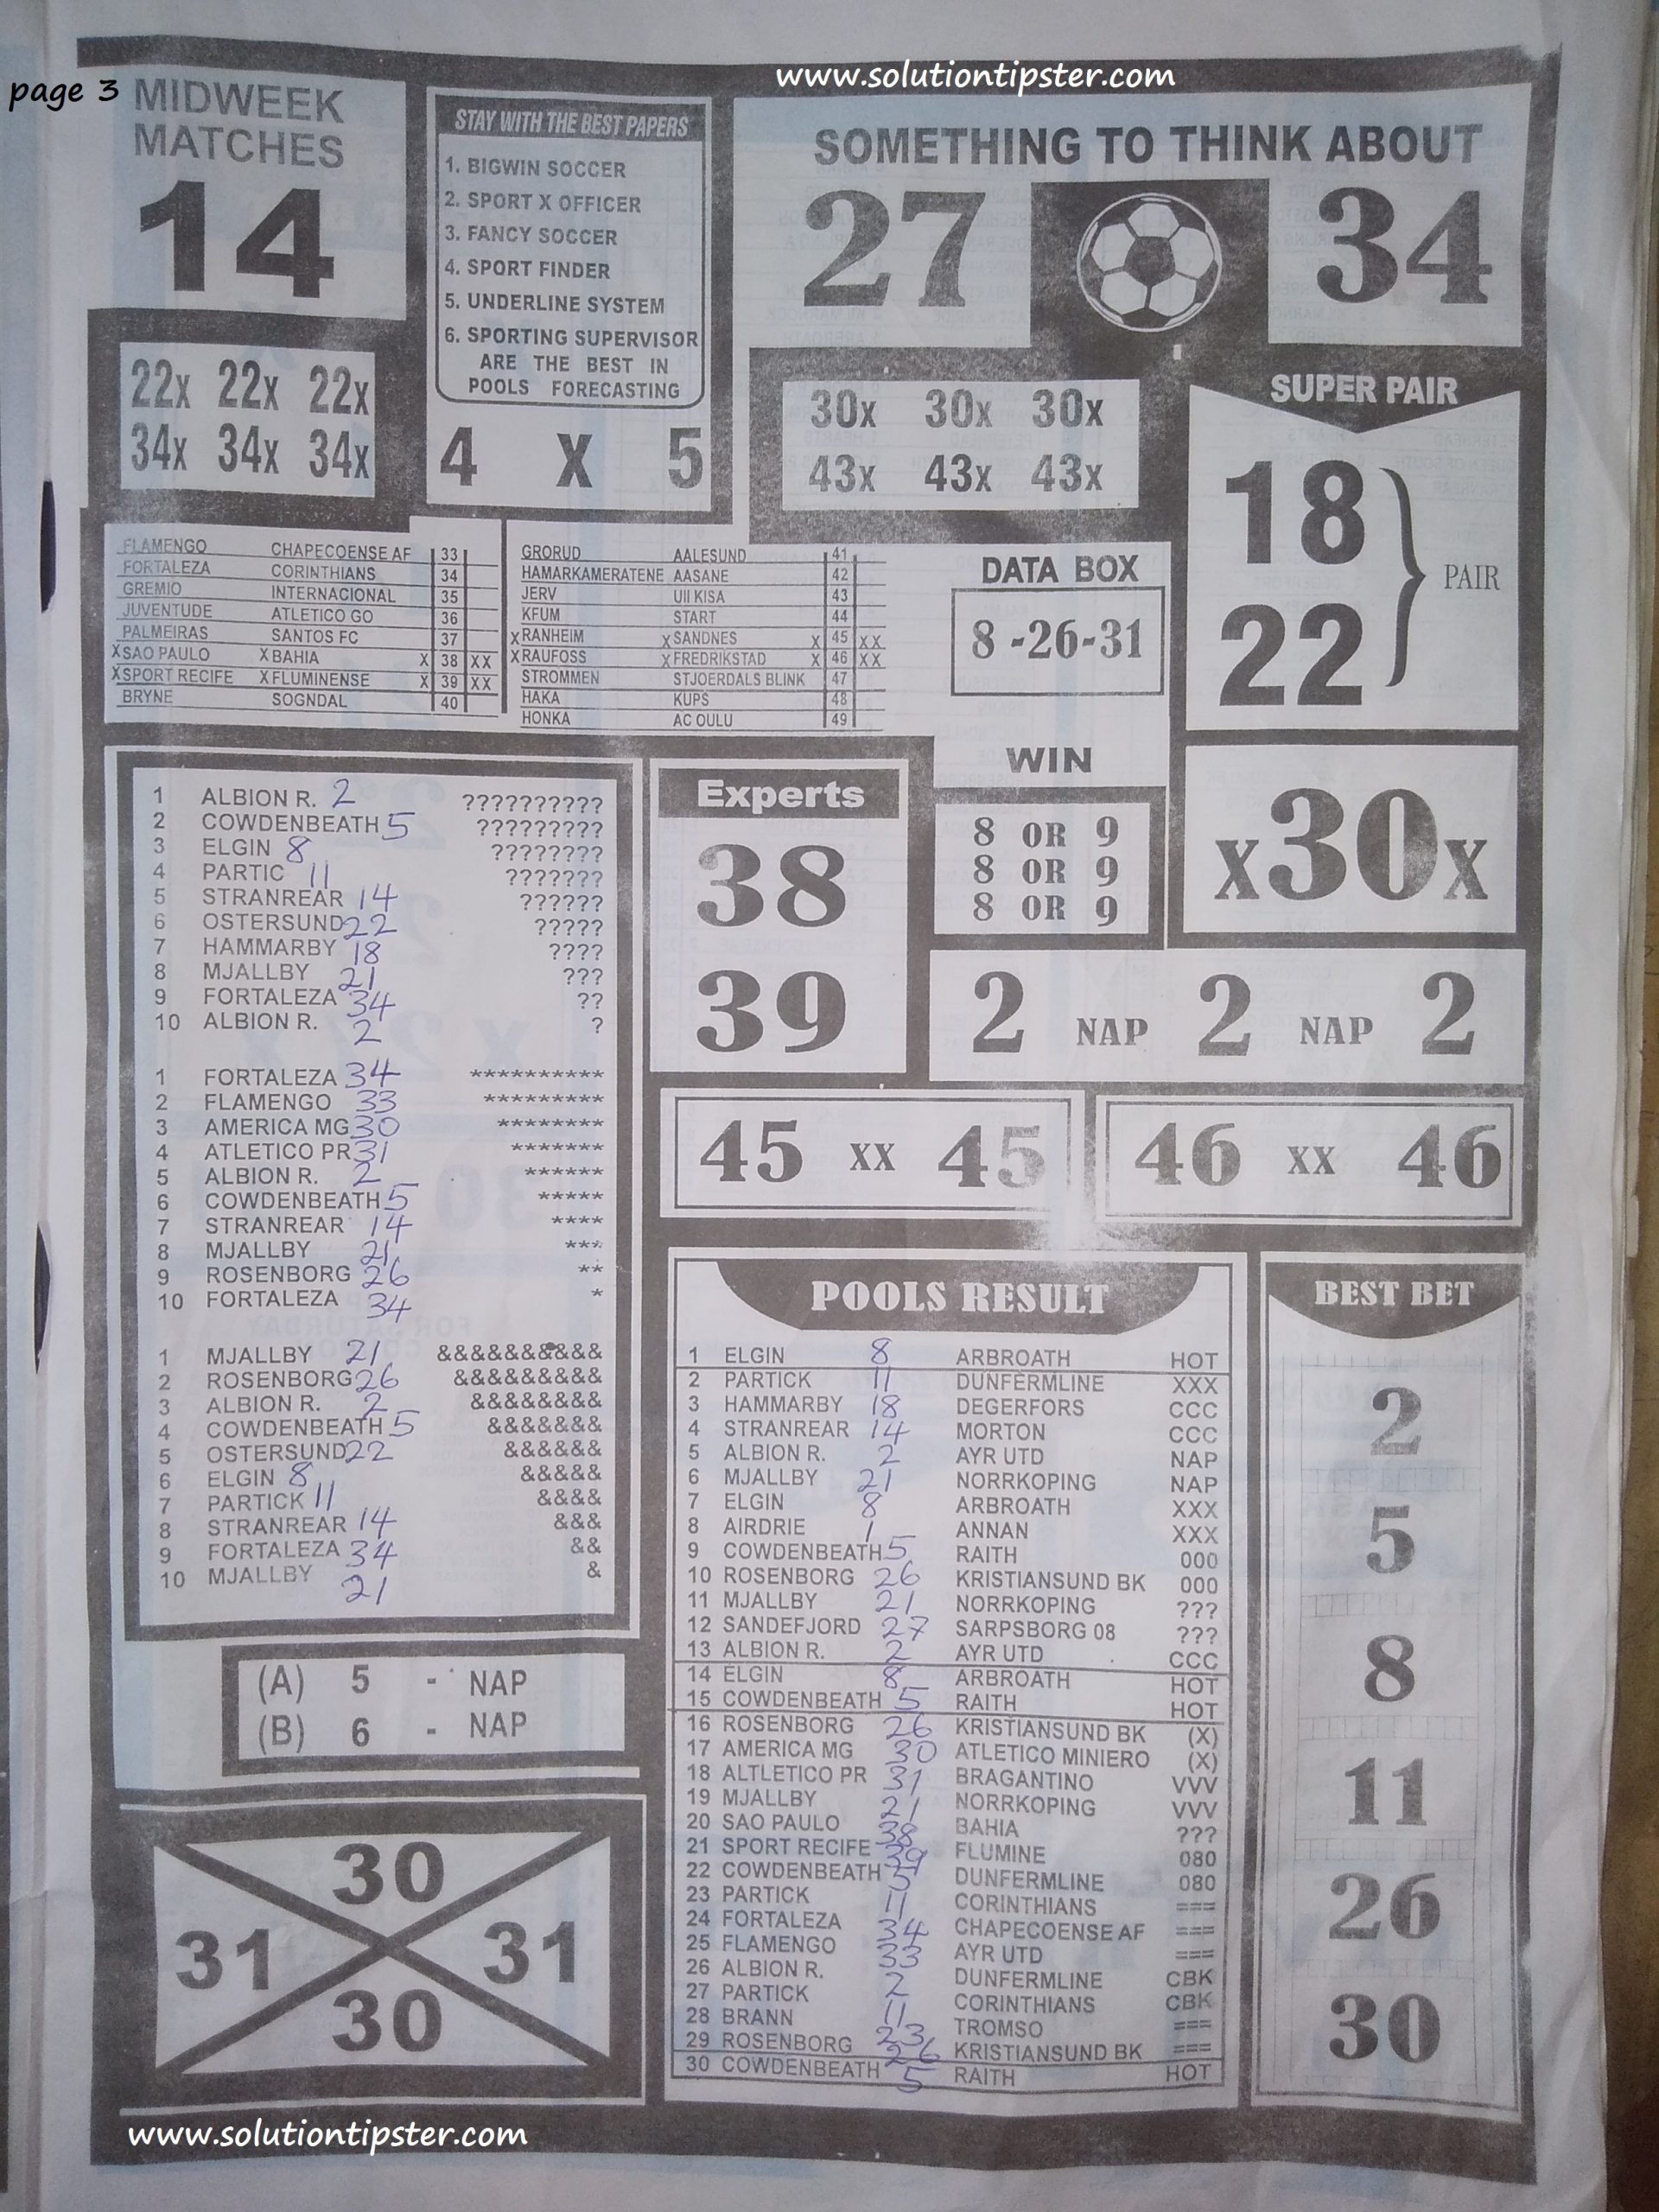 page 3
www.solutiontipster.com
MIDWEEK
MATCHES
14
22x 22x 22x
34x 34x 34x
STAY WITH THE BEST PAPERS
1. BIGWIN SOCCER
2. SPORT X OFFICER
3. FANCY SOCCER
4. SPORT FINDER
5. UNDERLINE SYSTEM
6. SPORTING SUPERVISOR
ARE THE BEST IN
POOLS FORECASTING
4 X 5
SOMETHING TO THINK ABOUT
27 34
30x 30x 30x
43x 43x 43x
SUPER PAIR
18
22
PAIR
FLAMENGO CHAPECOENSE AF 33
FORTALEZA CORINTHIANS 34
GREMIO INTERNACIONAL 35
JUVENTUDE ATLETICO GO 36
PALMEIRAS SANTOS FC 37
XSAO PAULO XBAHIA X 38 XX
XSPORT RECIFE XFLUMINENSE X 39 XX
BRYNE SOGNDAL 40
GRORUD AALESUND 41
HAMARKAMERATENE AASANE 42
JERV UII KISA 43
KFUM START 44
XRANHEIM XSANDNES X 45 XX
XRAUFOSS XFREDRIKSTAD X 46 XX
STROMMEN STJOERDALS BLINK 47
HAKA KUPS 48
HONKA AC OULU 49
DATA BOX
8 -26-31
1 ALBION R. 2 ??????????
2 COWDENBEATH 5 ?????????
3 ELGIN 8 ????????
4 PARTIC 11 ???????
5 STRANREAR 14 ??????
6 OSTERSUND 22 ?????
7 HAMMARBY 18 ????
8 MJALLBY 21 ???
9 FORTALEZA 34 ??
10 ALBION R. 2 ?
1 FORTALEZA 34 **********
2 FLAMENGO 33 *********
3 AMERICA MG 30 ********
4 ATLETICO PR 31 *******
5 ALBION R. 2 ******
6 COWDENBEATH 5 *****
7 STRANREAR 14 ****
8 MJALLBY 21 ***
9 ROSENBORG 26 **
10 FORTALEZA 34 *
1 MJALLBY 21 &&&&&&&&&&
2 ROSENBORG 26 &&&&&&&&&
3 ALBION R. 2 &&&&&&&&
4 COWDENBEATH 5 &&&&&&&
5 OSTERSUND 22 &&&&&&
6 ELGIN 8 &&&&&
7 PARTICK 11 &&&&
8 STRANREAR 14 &&&
9 FORTALEZA 34 &&
10 MJALLBY 21 &
Experts
38
39
WIN
8 OR 9
8 OR 9
8 OR 9
x30x
2 NAP 2 NAP 2
45 xx 45
46 xx 46
(A) 5 - NAP
(B) 6 - NAP
30
31 31
30
POOLS RESULT
1 ELGIN 8 ARBROATH HOT
2 PARTICK 11 DUNFERMLINE XXX
3 HAMMARBY 18 DEGERFORS CCC
4 STRANREAR 14 MORTON CCC
5 ALBION R. 2 AYR UTD NAP
6 MJALLBY 21 NORRKOPING NAP
7 ELGIN 8 ARBROATH XXX
8 AIRDRIE 1 ANNAN XXX
9 COWDENBEATH 5 RAITH 000
10 ROSENBORG 26 KRISTIANSUND BK 000
11 MJALLBY 21 NORRKOPING ???
12 SANDEFJORD 27 SARPSBORG 08 ???
13 ALBION R. 2 AYR UTD CCC
14 ELGIN 8 ARBROATH HOT
15 COWDENBEATH 5 RAITH HOT
16 ROSENBORG 26 KRISTIANSUND BK (X)
17 AMERICA MG 30 ATLETICO MINIERO (X)
18 ALTLETICO PR 31 BRAGANTINO VVV
19 MJALLBY 21 NORRKOPING VVV
20 SAO PAULO 38 BAHIA ???
21 SPORT RECIFE 39 FLUMINE 080
22 COWDENBEATH 5 DUNFERMLINE 080
23 PARTICK 11 CORINTHIANS ===
24 FORTALEZA 34 CHAPECOENSE AF ===
25 FLAMENGO 33 AYR UTD ===
26 ALBION R. 2 DUNFERMLINE CBK
27 PARTICK 11 CORINTHIANS CBK
28 BRANN 23 TROMSO ===
29 ROSENBORG 26 KRISTIANSUND BK ===
30 COWDENBEATH 5 RAITH HOT
BEST BET
2
5
8
11
26
30
www.solutiontipster.com